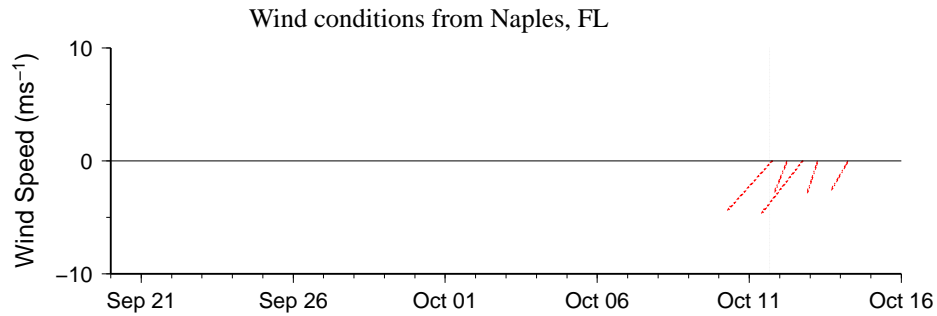 Wind conditions from Naples, FL
Wind Speed (ms⁻¹)
10
0
−10
Sep 21 Sep 26 Oct 01 Oct 06 Oct 11 Oct 16